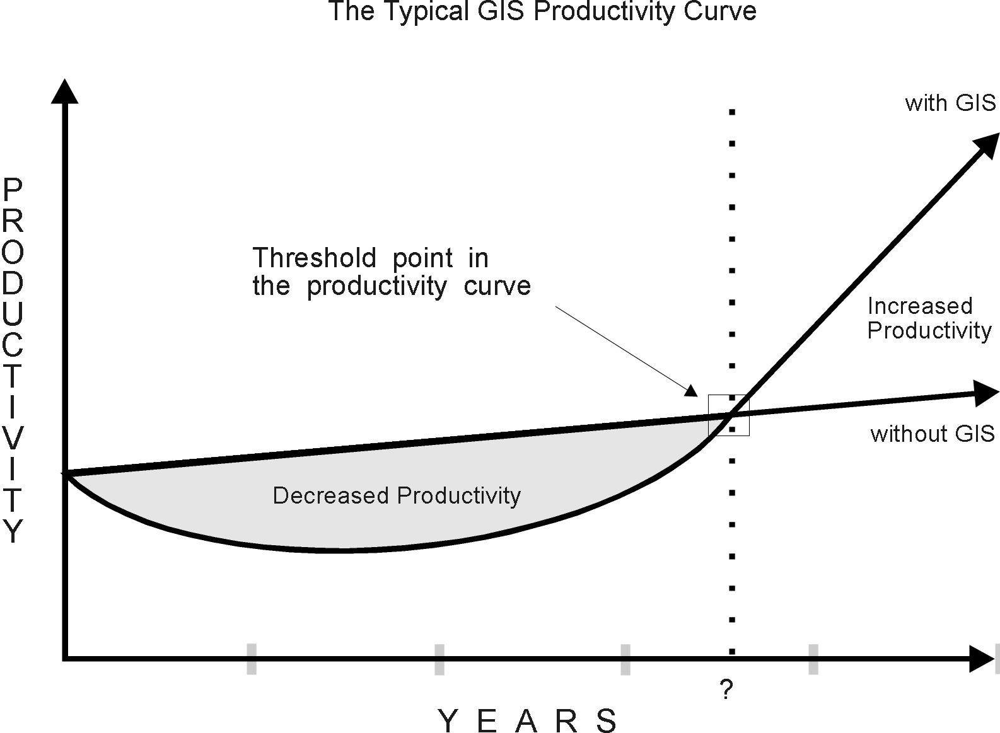 The Typical GIS Productivity Curve
with GIS
PRODUCTIVITY
Threshold point in
the productivity curve
Increased
Productivity
without GIS
Decreased Productivity
?
YEARS